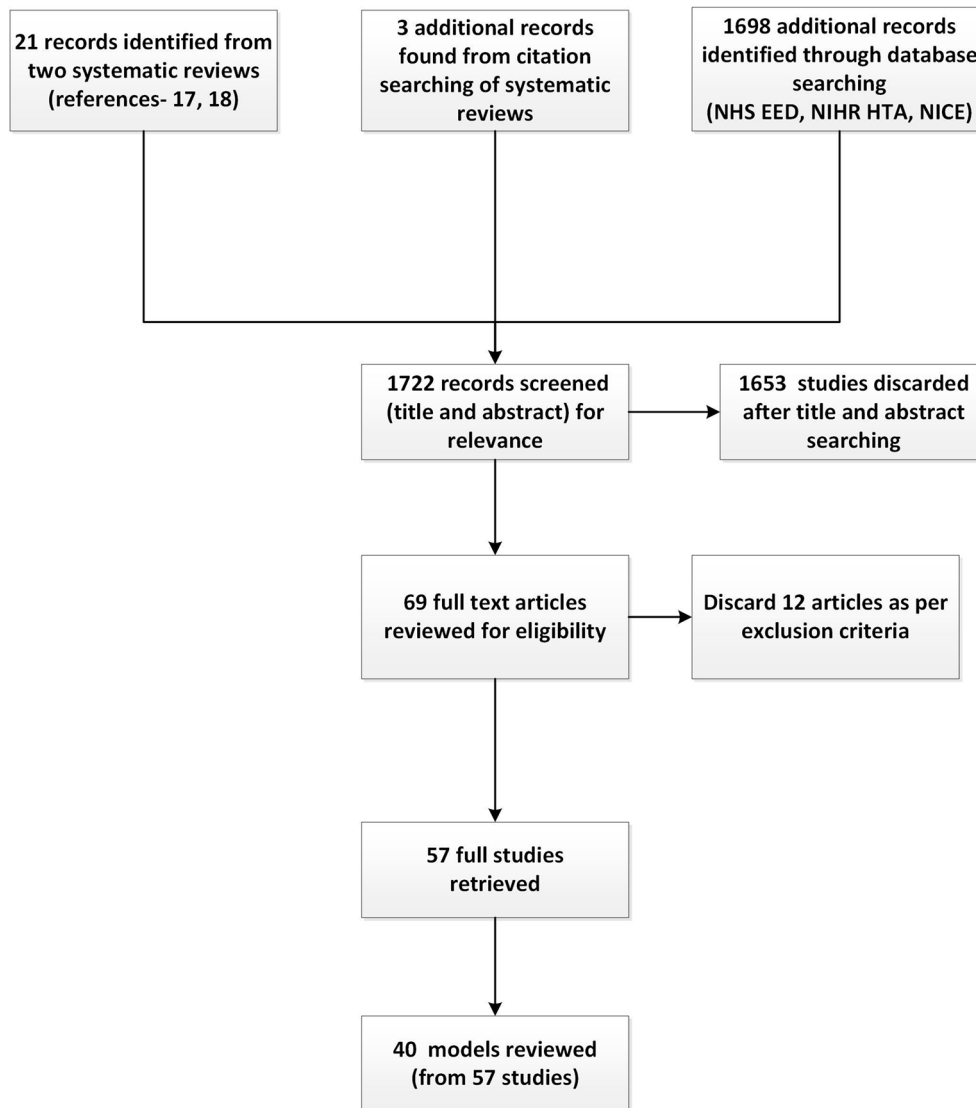 21 records identified from
two systematic reviews
(references- 17, 18)
3 additional records
found from citation
searching of systematic
reviews
1698 additional records
identified through database
searching
(NHS EED, NIHR HTA, NICE)
1722 records screened
(title and abstract) for
relevance
1653 studies discarded
after title and abstract
searching
69 full text articles
reviewed for eligibility
Discard 12 articles as per
exclusion criteria
57 full studies
retrieved
40 models reviewed
(from 57 studies)